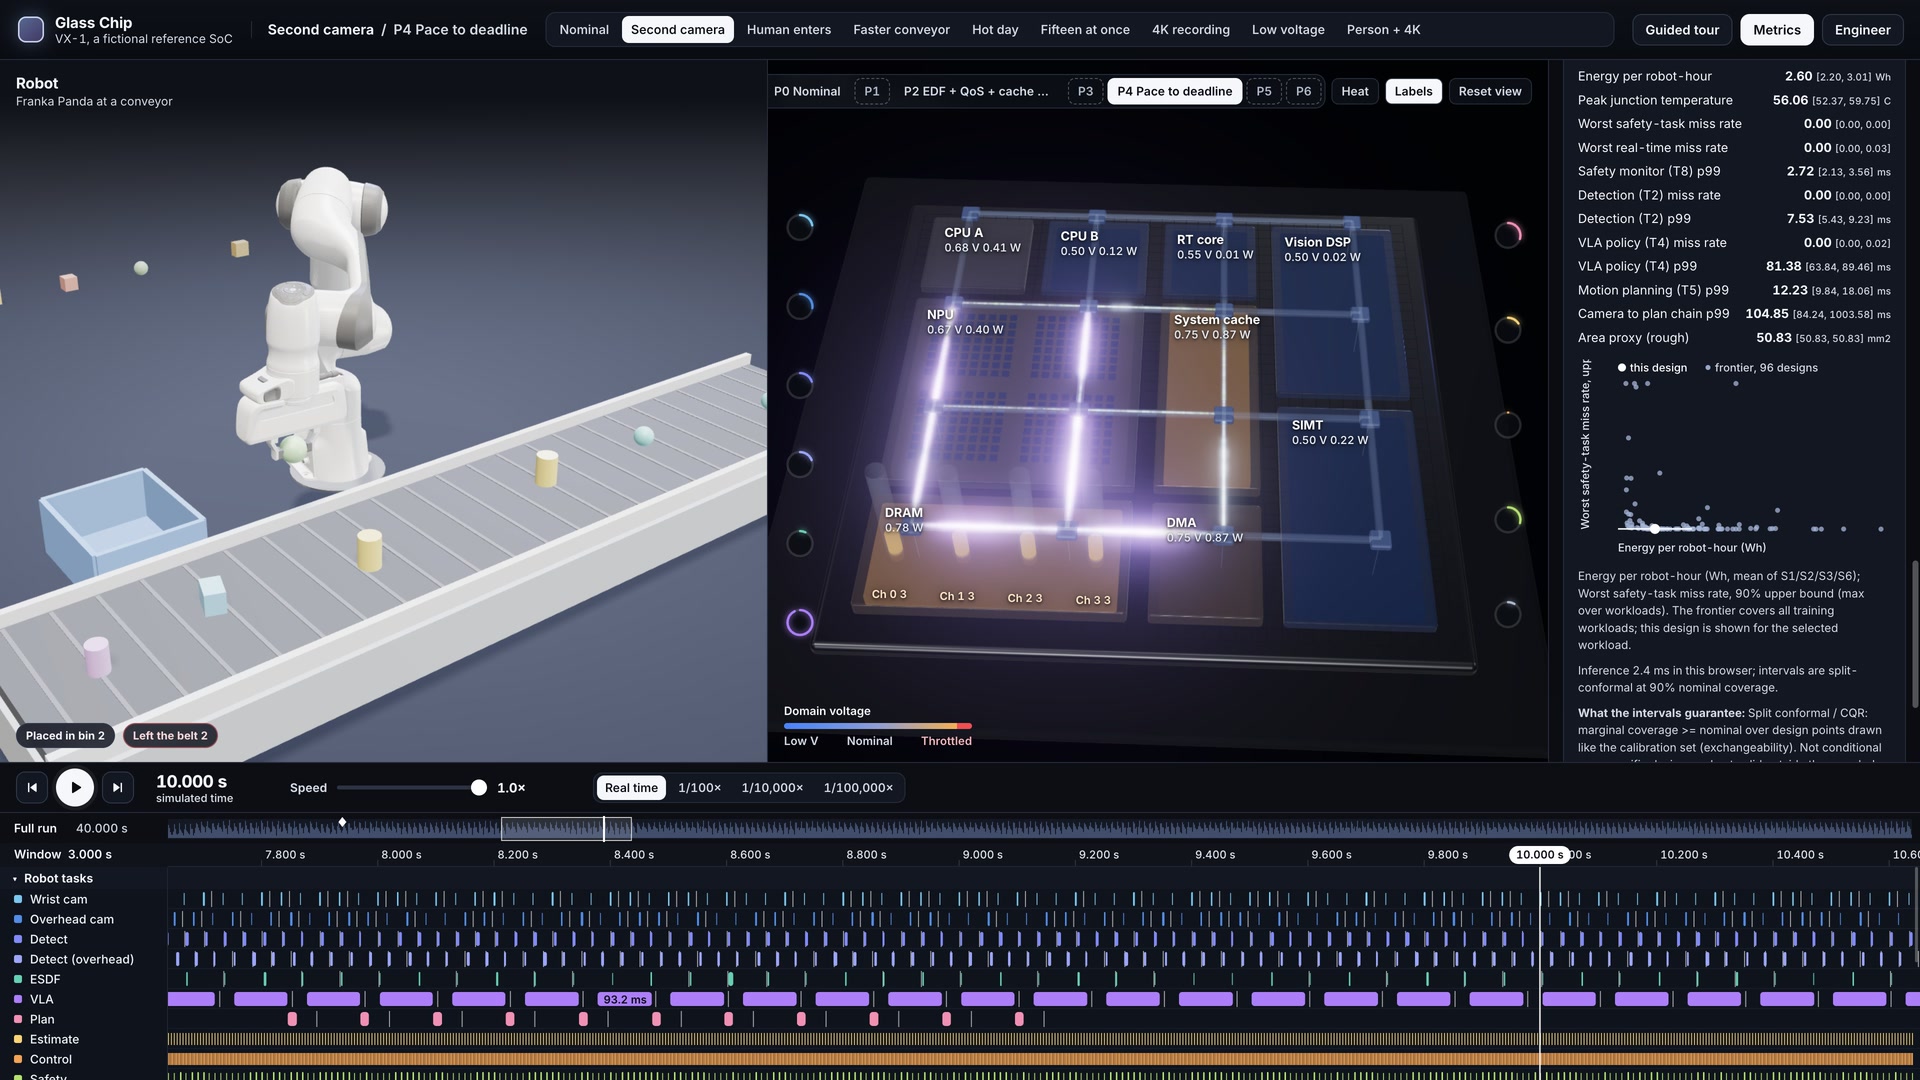 Glass Chip
VX-1, a fictional reference SoC
Second camera / P4 Pace to deadline
Nominal
Second camera
Human enters
Faster conveyor
Hot day
Fifteen at once
4K recording
Low voltage
Person + 4K
Guided tour
Metrics
Engineer
Robot
Franka Panda at a conveyor
Placed in bin 2
Left the belt 2
P0 Nominal
P1
P2 EDF + QoS + cache ...
P3
P4 Pace to deadline
P5
P6
Heat
Labels
Reset view
CPU A
0.68 V 0.41 W
CPU B
0.50 V 0.12 W
RT core
0.55 V 0.01 W
Vision DSP
0.50 V 0.02 W
NPU
0.67 V 0.40 W
System cache
0.75 V 0.87 W
SIMT
0.50 V 0.22 W
DRAM
0.78 W
DMA
0.75 V 0.87 W
Ch 0 3
Ch 1 3
Ch 2 3
Ch 3 3
Domain voltage
Low V
Nominal
Throttled
Energy per robot-hour 2.60 [2.20, 3.01] Wh
Peak junction temperature 56.06 [52.37, 59.75] C
Worst safety-task miss rate 0.00 [0.00, 0.00]
Worst real-time miss rate 0.00 [0.00, 0.03]
Safety monitor (T8) p99 2.72 [2.13, 3.56] ms
Detection (T2) miss rate 0.00 [0.00, 0.00]
Detection (T2) p99 7.53 [5.43, 9.23] ms
VLA policy (T4) miss rate 0.00 [0.00, 0.02]
VLA policy (T4) p99 81.38 [63.84, 89.46] ms
Motion planning (T5) p99 12.23 [9.84, 18.06] ms
Camera to plan chain p99 104.85 [84.24, 1003.58] ms
Area proxy (rough) 50.83 [50.83, 50.83] mm2
this design
frontier, 96 designs
Worst safety-task miss rate, upp
Energy per robot-hour (Wh)
Energy per robot-hour (Wh, mean of S1/S2/S3/S6);
Worst safety-task miss rate, 90% upper bound (max
over workloads). The frontier covers all training
workloads; this design is shown for the selected
workload.
Inference 2.4 ms in this browser; intervals are split-
conformal at 90% nominal coverage.
What the intervals guarantee: Split conformal / CQR:
marginal coverage >= nominal over design points drawn
like the calibration set (exchangeability). Not conditional
10.000 s
simulated time
Speed
1.0×
Real time
1/100×
1/10,000×
1/100,000×
Full run 40.000 s
Window 3.000 s
7.800 s
8.000 s
8.200 s
8.400 s
8.600 s
8.800 s
9.000 s
9.200 s
9.400 s
9.600 s
9.800 s
10.000 s
00 s
10.200 s
10.400 s
10.60
Robot tasks
Wrist cam
Overhead cam
Detect
Detect (overhead)
ESDF
VLA
93.2 ms
Plan
Estimate
Control
Safety